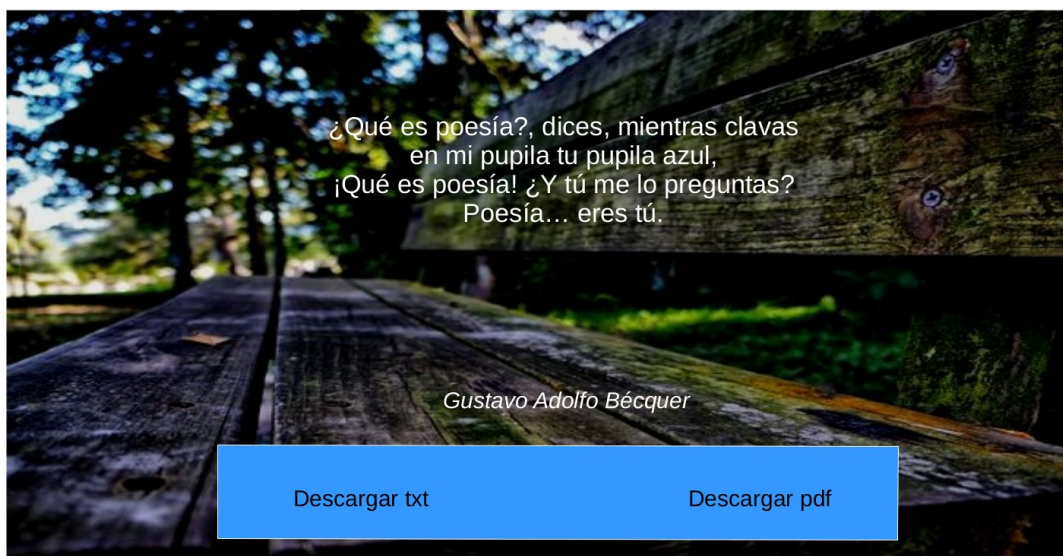 ¿Qué es poesía?, dices, mientras clavas
en mi pupila tu pupila azul,
¡Qué es poesía! ¿Y tú me lo preguntas?
Poesía… eres tú.
Gustavo Adolfo Bécquer
Descargar txt
Descargar pdf